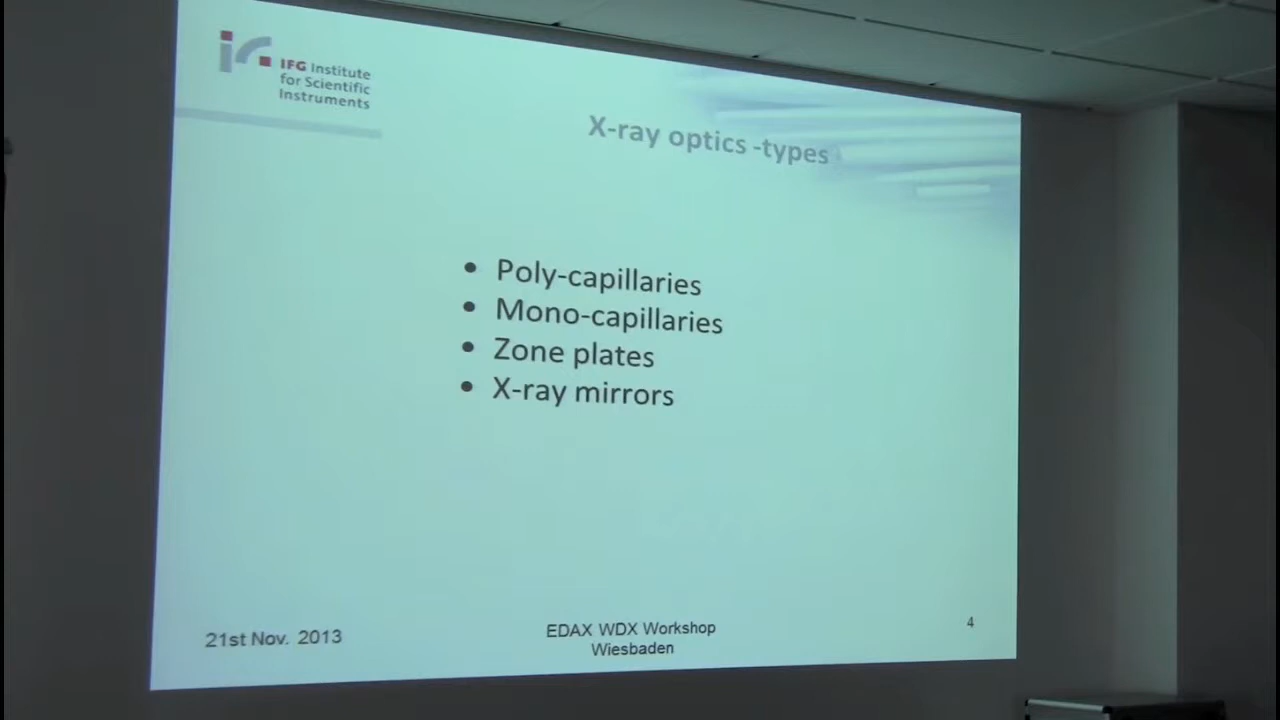 IFG Institute
for Scientific
Instruments
X-ray optics -types
• Poly-capillaries
• Mono-capillaries
• Zone plates
• X-ray mirrors
21st Nov. 2013
EDAX WDX Workshop
Wiesbaden
4